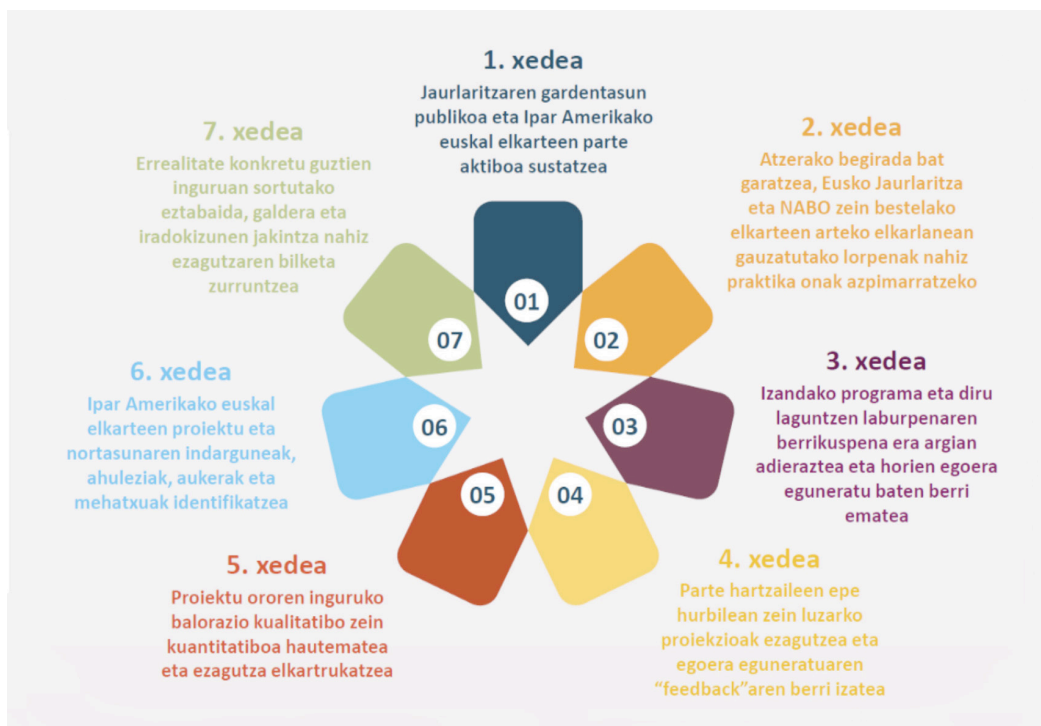 1. xedea
Jaurlaritzaren gardentasun
publikoa eta Ipar Amerikako
euskal elkarteen parte
aktiboa sustatzea
2. xedea
Atzerako begirada bat
garatzea, Eusko Jaurlaritza
eta NABO zein bestelako
elkarteen arteko elkarlanean
gauzatutako lorpenak nahiz
praktika onak azpimarratzeko
3. xedea
Izandako programa eta diru
laguntzen laburpenaren
berrikuspena era argian
adieraztea eta horien egoera
eguneratu baten berri
ematea
4. xedea
Parte hartzaileen epe
hurbilean zein luzarko
proiekzioak ezagutzea eta
egoera eguneratuaren
“feedback”aren berri izatea
5. xedea
Proiektu ororen inguruko
balorazio kualitatibo zein
kuantitatiboa hautematea
eta ezagutza elkartrukatzea
6. xedea
Ipar Amerikako euskal
elkarteen proiektu eta
nortasunaren indarguneak,
ahuleziak, aukerak eta
mehatxuak identifikatzea
7. xedea
Errealitate konkretu guztien
inguruan sortutako
eztabaida, galdera eta
iradokizunen jakintza nahiz
ezagutzaren bilketa
zurruntzea
01
02
03
04
05
06
07